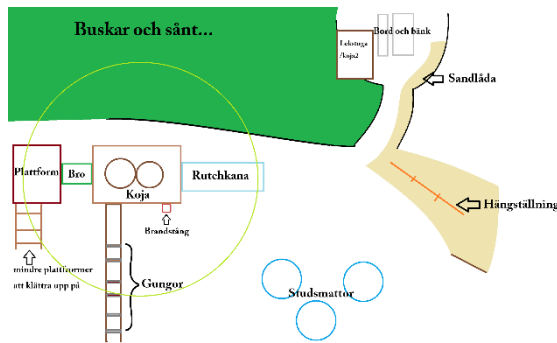 Buskar och sånt...
Bord och bänk
Lekstuga
/koja2
Sandlåda
Plattform
Bro
Koja
Rutchkana
Hängställning
Brandstång
mindre plattformer
att klättra upp på
Gungor
Studsmattor